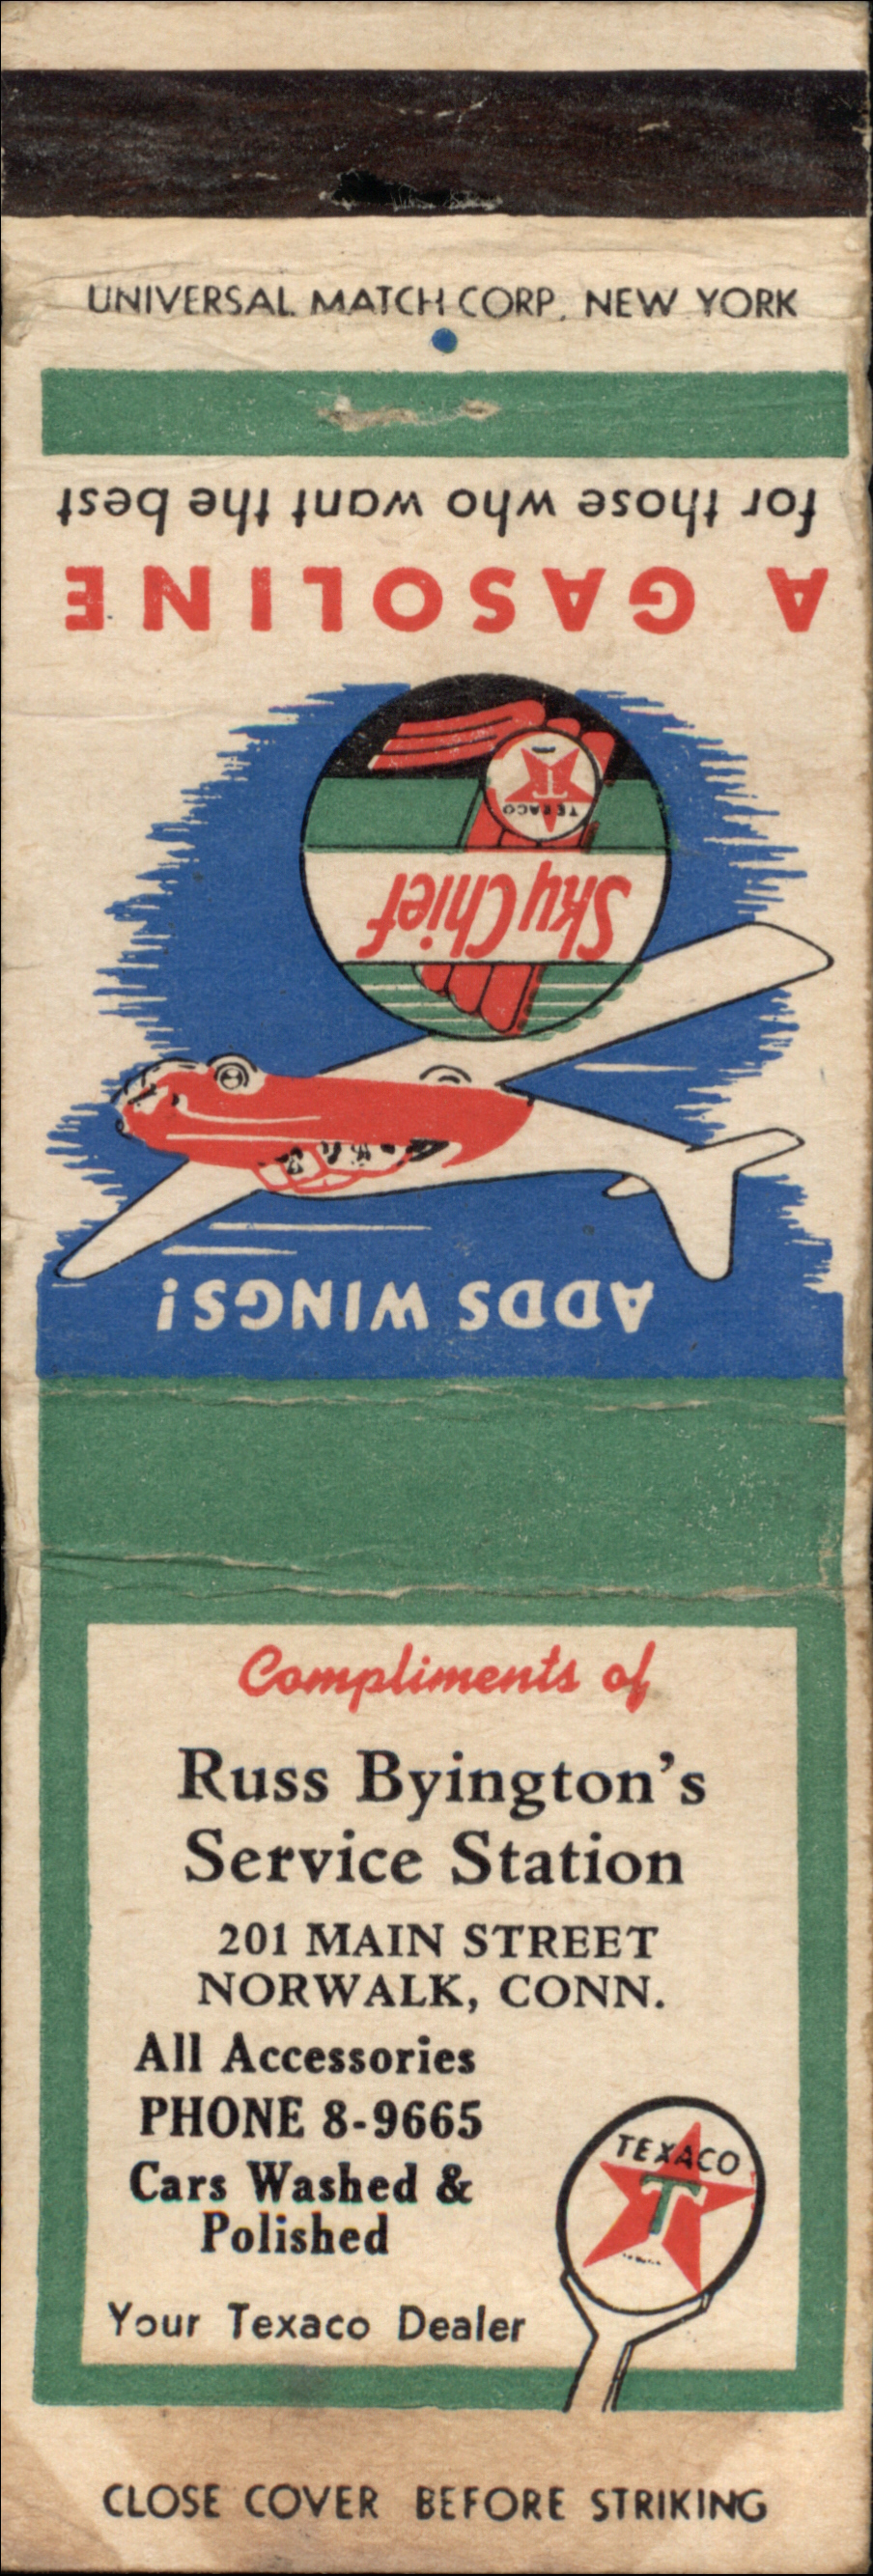 UNIVERSAL MATCH CORP. NEW YORK
ADDS WINGS!
Sky Chief
TEXACO
T
A GASOLINE
for those who want the best
Compliments of
Russ Byington's
Service Station
201 MAIN STREET
NORWALK, CONN.
All Accessories
PHONE 8-9665
Cars Washed &
Polished
Your Texaco Dealer
TEXACO
T
CLOSE COVER BEFORE STRIKING